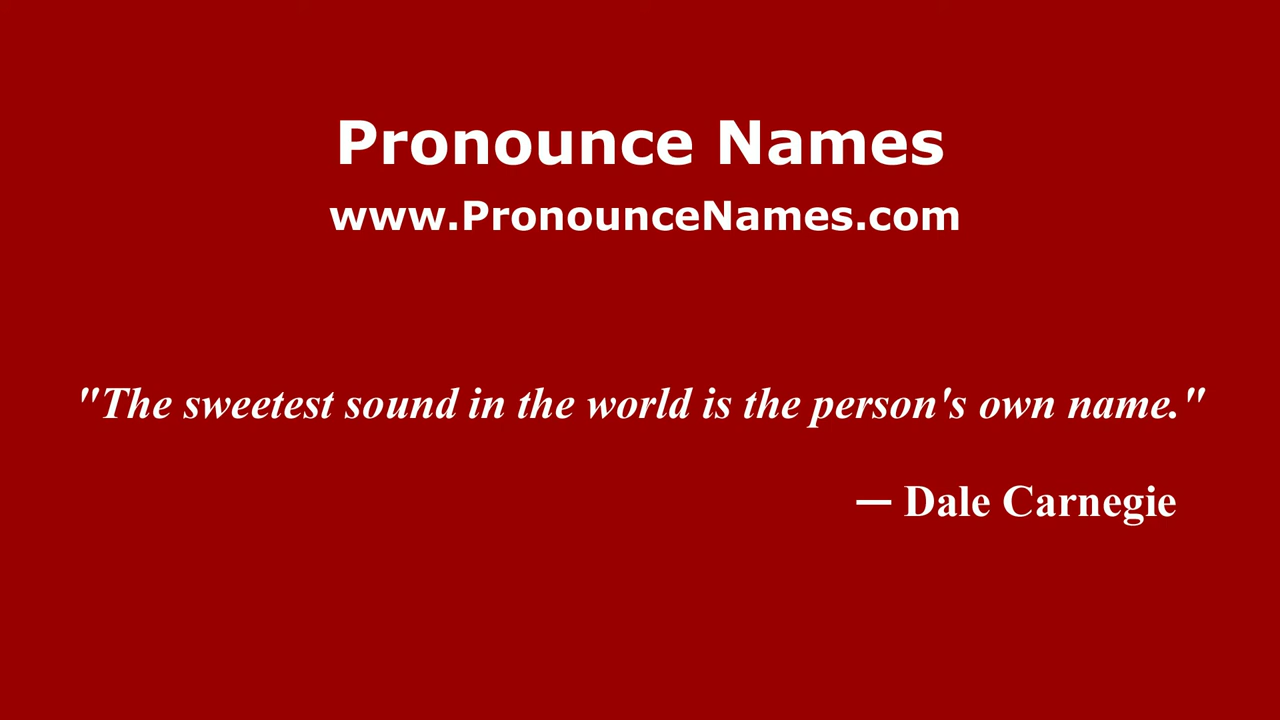 Pronounce Names
www.PronounceNames.com
"The sweetest sound in the world is the person's own name."
— Dale Carnegie